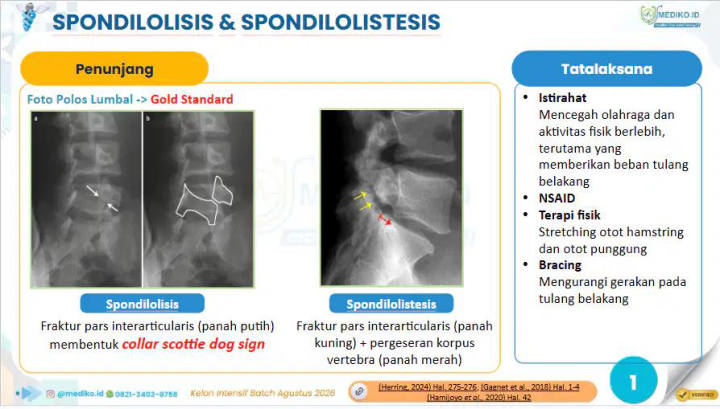 SPONDILOLISIS & SPONDILOLISTESIS
MEDIKO.ID
Penunjang
Tatalaksana
Foto Polos Lumbal -> Gold Standard
a
b
Spondilolisis
Fraktur pars interarticularis (panah putih)
membentuk collar scottie dog sign
Spondilolistesis
Fraktur pars interarticularis (panah
kuning) + pergeseran korpus
vertebra (panah merah)
• Istirahat
Mencegah olahraga dan
aktivitas fisik berlebih,
terutama yang
memberikan beban tulang
belakang
• NSAID
• Terapi fisik
Stretching otot hamstring
dan otot punggung
• Bracing
Mengurangi gerakan pada
tulang belakang
@mediko.id 0821-3402-8758 Kelon Intensif Batch Agustus 2026
(Herring, 2024) Hal. 275-276, (Gagnet et al., 2018) Hal. 1-4
(Hamijoyo et al., 2020) Hal. 42
1